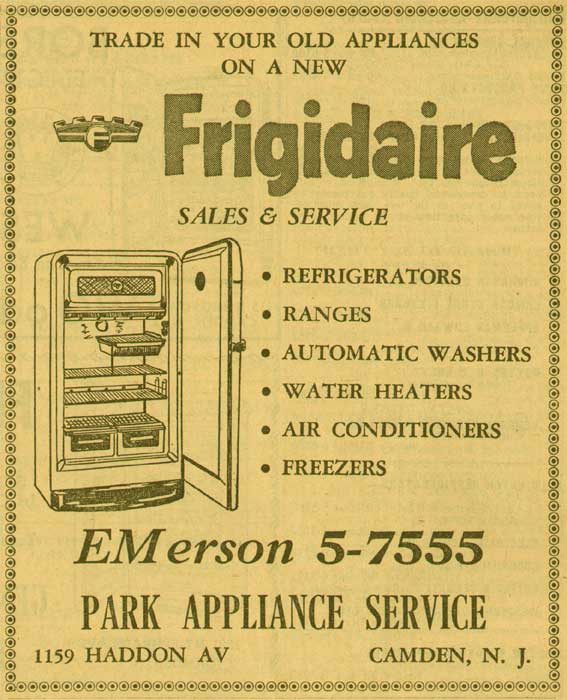 TRADE IN YOUR OLD APPLIANCES
ON A NEW
Frigidaire
SALES & SERVICE
• REFRIGERATORS
• RANGES
• AUTOMATIC WASHERS
• WATER HEATERS
• AIR CONDITIONERS
• FREEZERS
EMerson 5-7555
PARK APPLIANCE SERVICE
1159 HADDON AV CAMDEN, N. J.